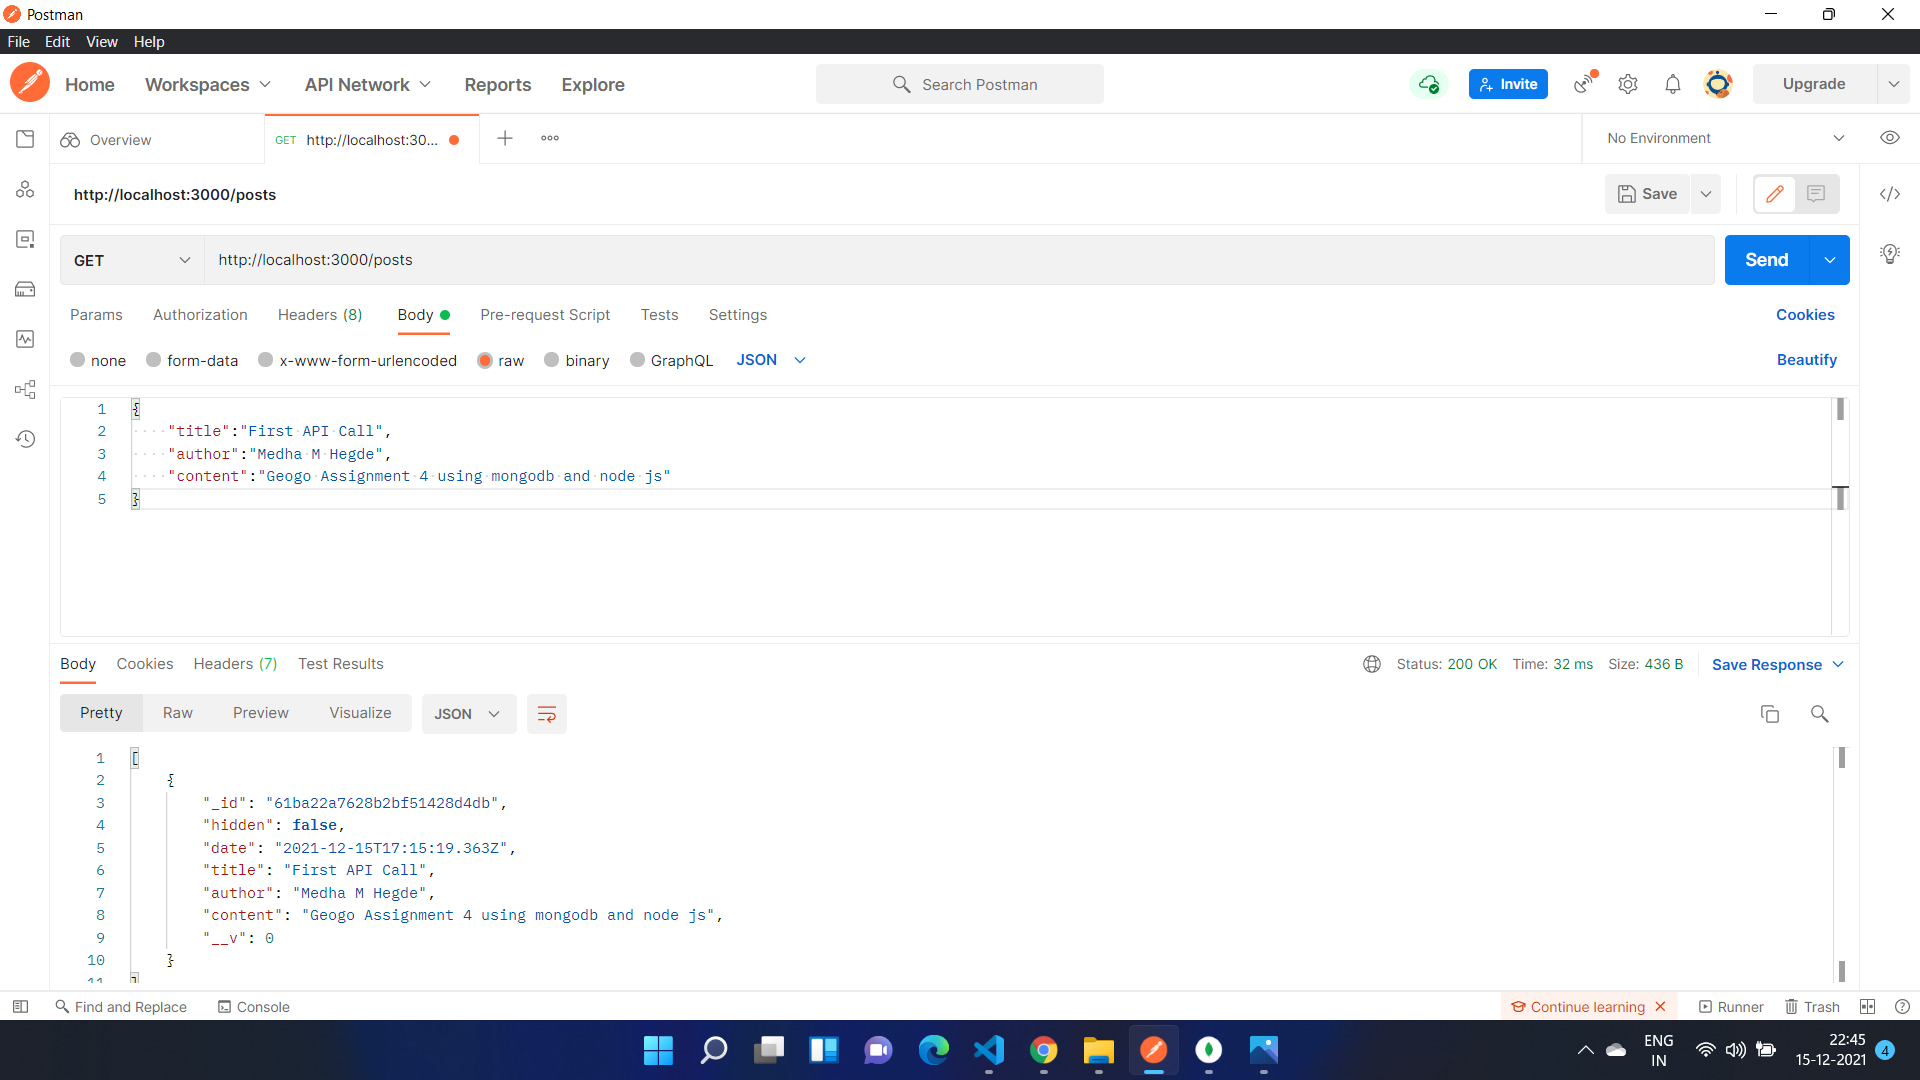 Postman
File Edit View Help
Home Workspaces API Network Reports Explore Search Postman Invite Upgrade
Overview GET http://localhost:30... No Environment
http://localhost:3000/posts Save
GET http://localhost:3000/posts Send
Params Authorization Headers (8) Body Pre-request Script Tests Settings Cookies
none form-data x-www-form-urlencoded raw binary GraphQL JSON Beautify
1 {
2 "title":"First API Call",
3 "author":"Medha M Hegde",
4 "content":"Geogo Assignment 4 using mongodb and node js"
5 }
Body Cookies Headers (7) Test Results Status: 200 OK Time: 32 ms Size: 436 B Save Response
Pretty Raw Preview Visualize JSON
1 [
2 {
3 "_id": "61ba22a7628b2bf51428d4db",
4 "hidden": false,
5 "date": "2021-12-15T17:15:19.363Z",
6 "title": "First API Call",
7 "author": "Medha M Hegde",
8 "content": "Geogo Assignment 4 using mongodb and node js",
9 "__v": 0
10 }
11 ]
Find and Replace Console Continue learning Runner Trash
ENG 22:45
IN 15-12-2021 4